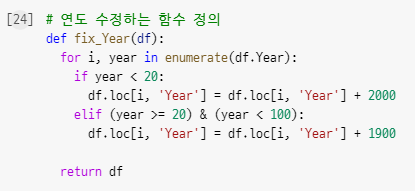 [24] # 연도 수정하는 함수 정의
def fix_Year(df):
  for i, year in enumerate(df.Year):
    if year < 20:
      df.loc[i, 'Year'] = df.loc[i, 'Year'] + 2000
    elif (year >= 20) & (year < 100):
      df.loc[i, 'Year'] = df.loc[i, 'Year'] + 1900
  return df